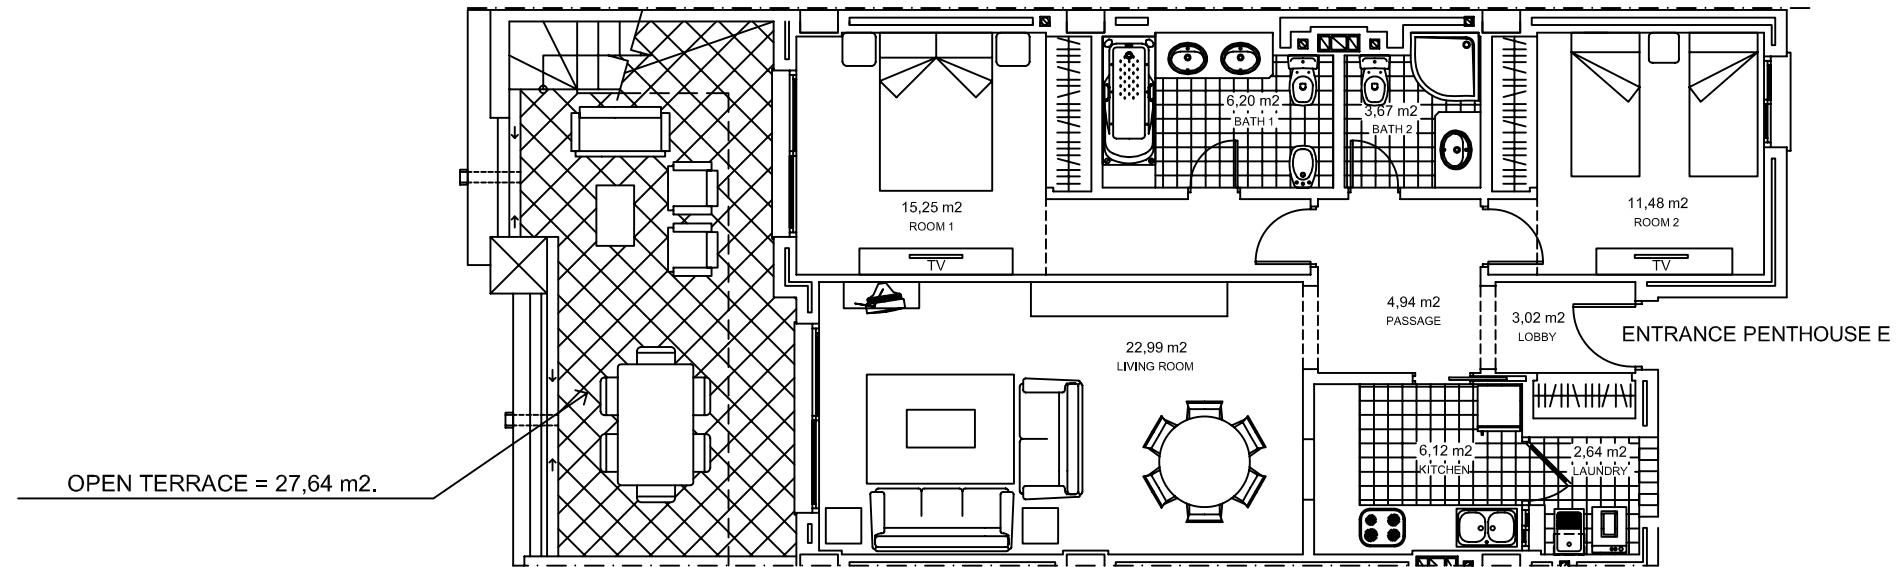 6,20 m2
BATH 1
3,67 m2
BATH 2
15,25 m2
ROOM 1
11,48 m2
ROOM 2
TV
TV
4,94 m2
PASSAGE
3,02 m2
LOBBY
ENTRANCE PENTHOUSE E
22,99 m2
LIVING ROOM
6,12 m2
KITCHEN
2,64 m2
LAUNDRY
OPEN TERRACE = 27,64 m2.